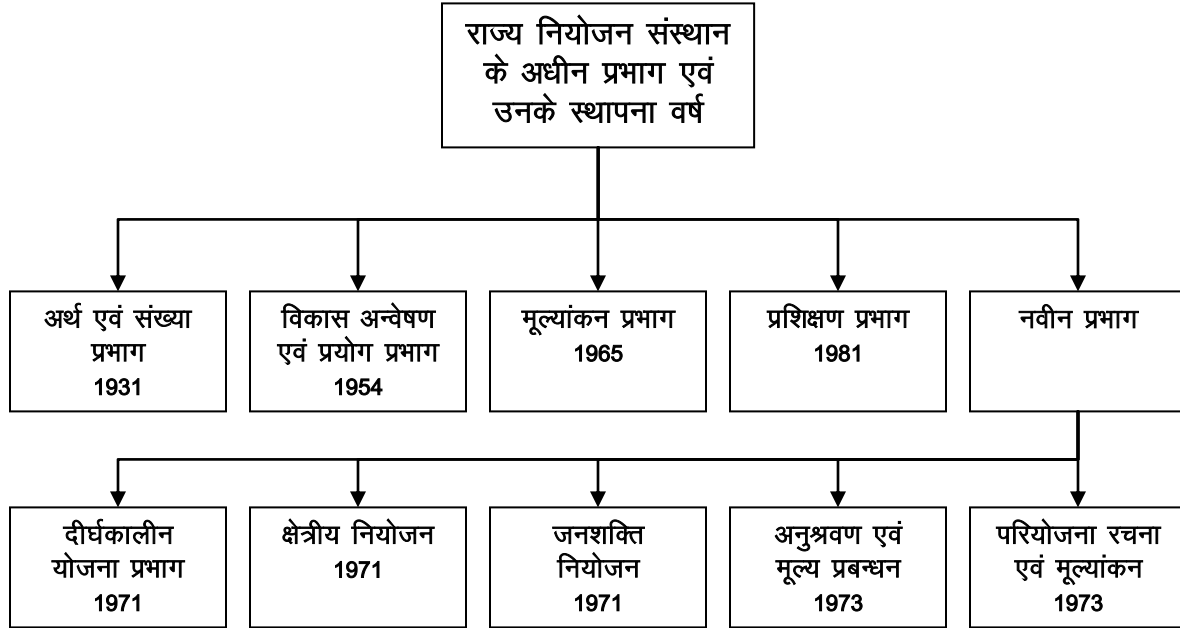 राज्य नियोजन संस्थान
के अधीन प्रभाग एवं
उनके स्थापना वर्ष
अर्थ एवं संख्या
प्रभाग
1931
विकास अन्वेषण
एवं प्रयोग प्रभाग
1954
मूल्यांकन प्रभाग
1965
प्रशिक्षण प्रभाग
1981
नवीन प्रभाग
दीर्घकालीन
योजना प्रभाग
1971
क्षेत्रीय नियोजन
1971
जनशक्ति
नियोजन
1971
अनुश्रवण एवं
मूल्य प्रबन्धन
1973
परियोजना रचना
एवं मूल्यांकन
1973